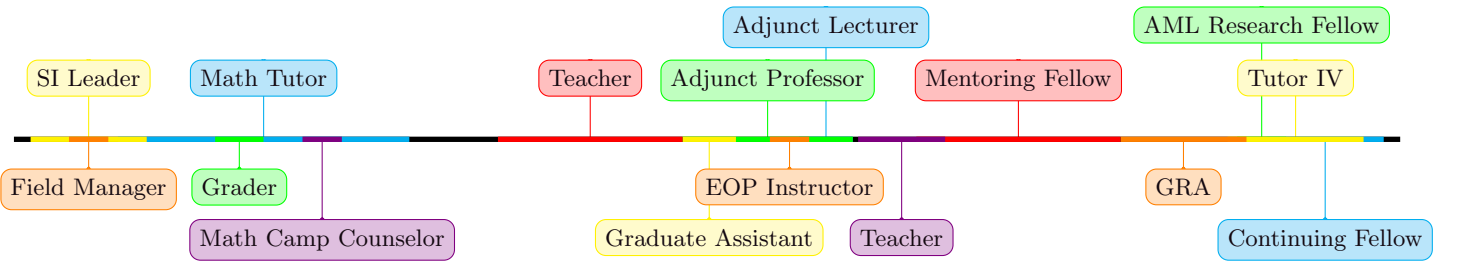 Adjunct Lecturer
AML Research Fellow
SI Leader
Math Tutor
Teacher
Adjunct Professor
Mentoring Fellow
Tutor IV
Field Manager
Grader
EOP Instructor
GRA
Math Camp Counselor
Graduate Assistant
Teacher
Continuing Fellow